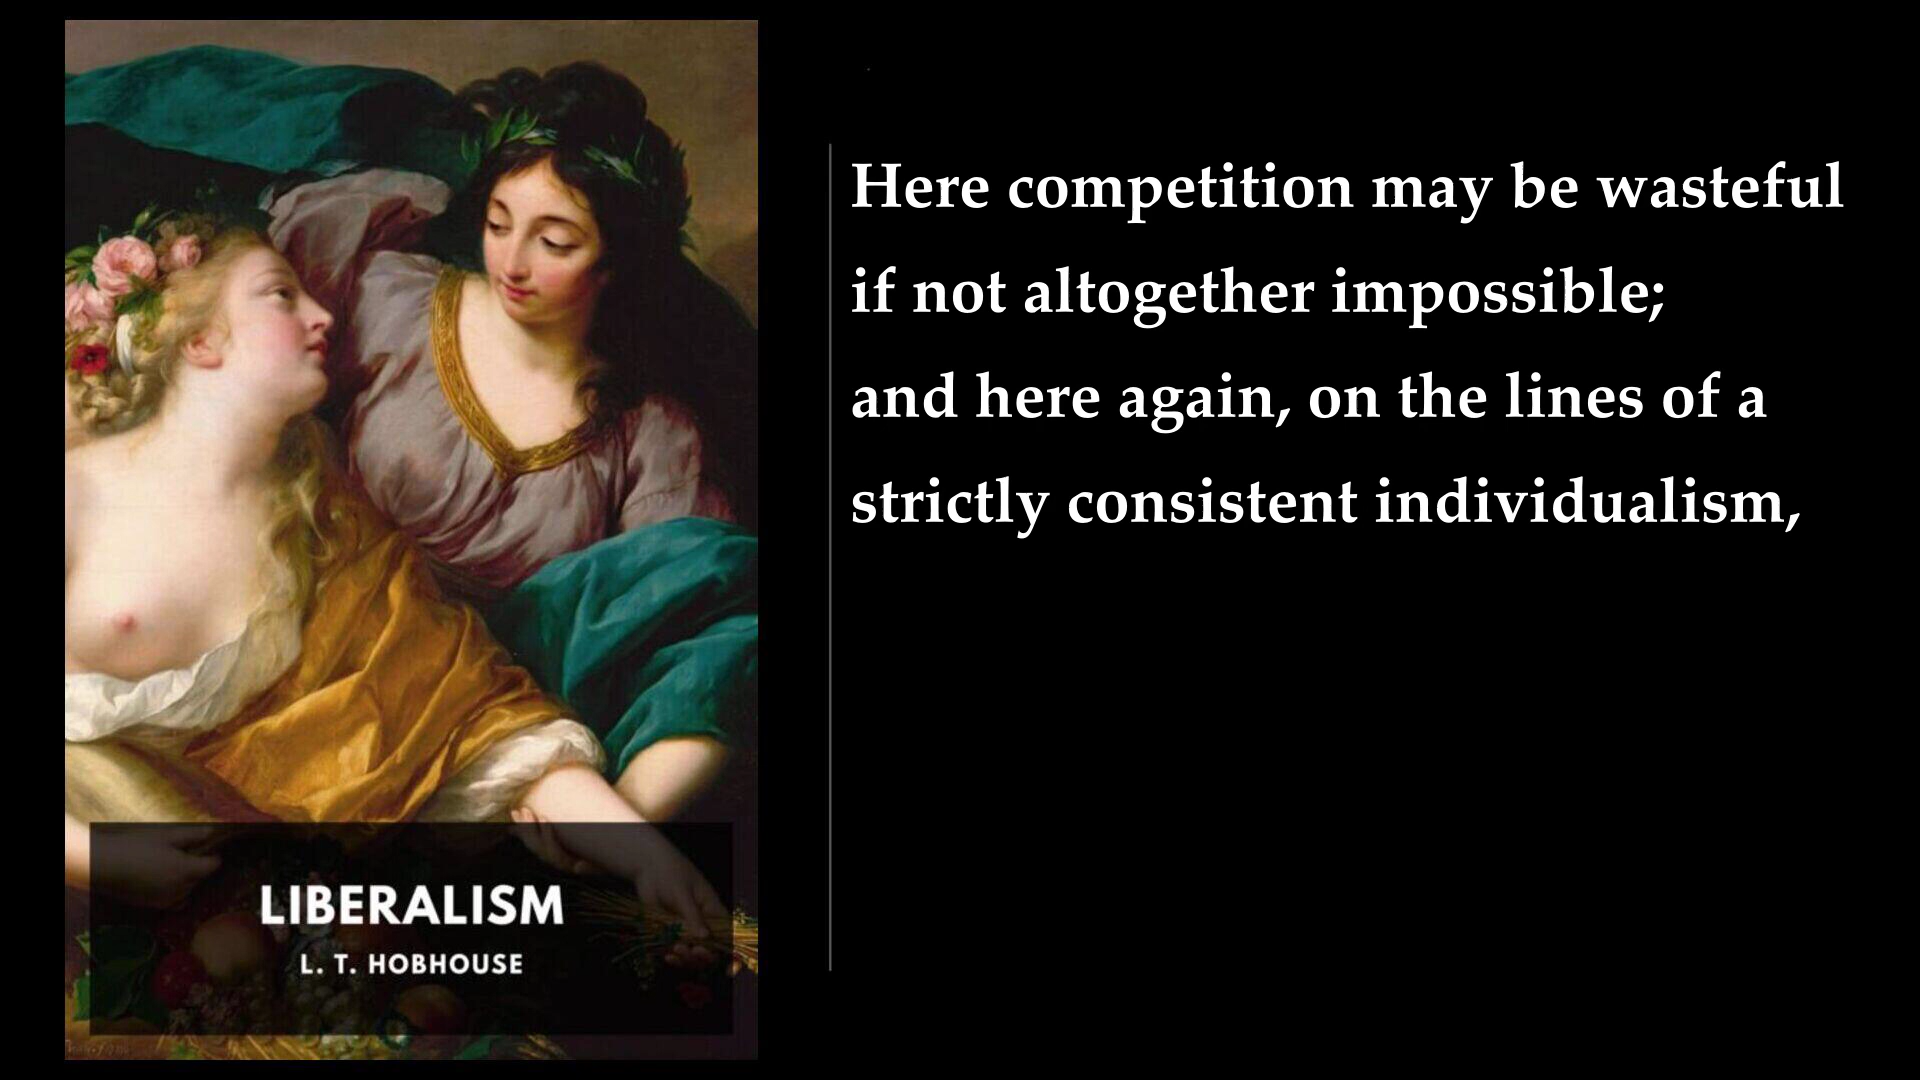 Here competition may be wasteful
if not altogether impossible;
and here again, on the lines of a
strictly consistent individualism,
LIBERALISM
L. T. HOBHOUSE